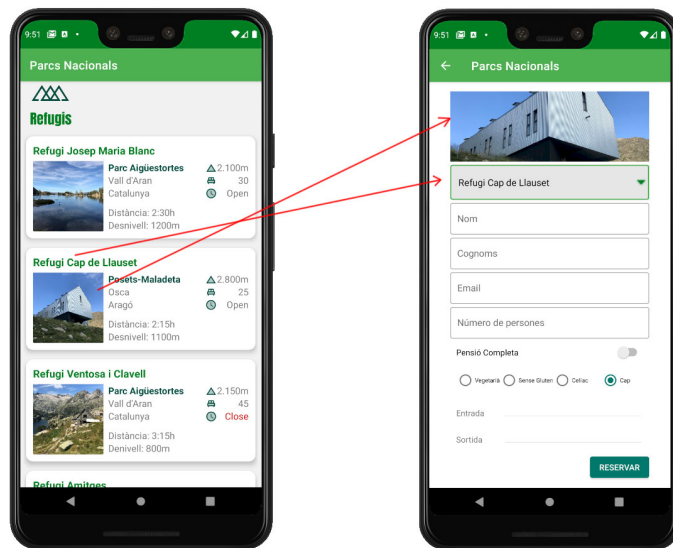 9:51
Parcs Nacionals
Refugis
Refugi Josep Maria Blanc
Parc Aigüestortes 2.100m
Vall d'Aran 30
Catalunya Open
Distància: 2:30h
Desnivell: 1200m
Refugi Cap de Llauset
Posets-Maladeta 2.800m
Osca 25
Aragó Open
Distància: 2:15h
Desnivell: 1100m
Refugi Ventosa i Clavell
Parc Aigüestortes 2.150m
Vall d'Aran 45
Catalunya Close
Distància: 3:15h
Denivell: 800m
Refugi Amitges
9:51
Parcs Nacionals
Refugi Cap de Llauset
Nom
Cognoms
Email
Número de persones
Pensió Completa
Vegetarià Sense Gluten Celíac Cap
Entrada
Sortida
RESERVAR